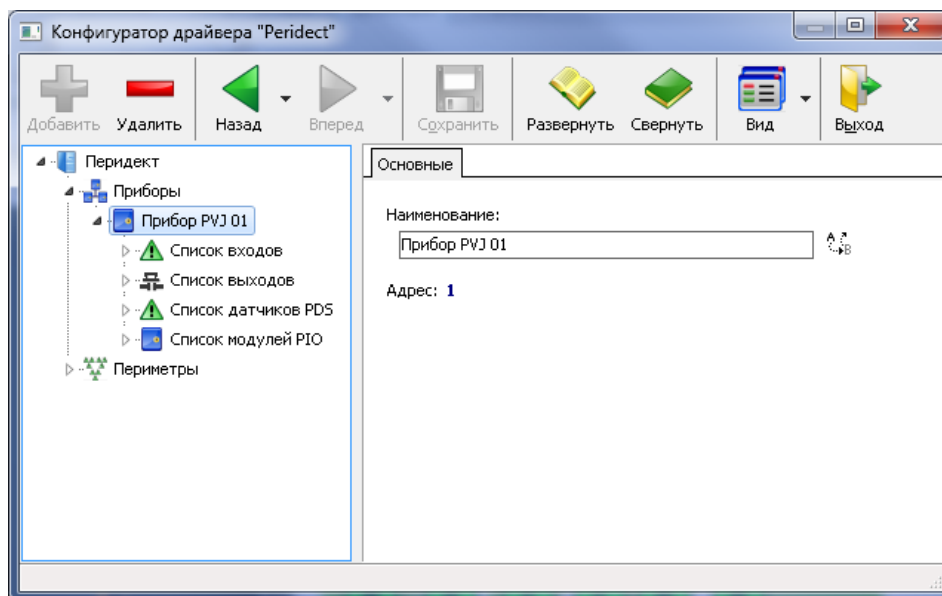 Конфигуратор драйвера "Peridect"
Добавить Удалить Назад Вперед Сохранить Развернуть Свернуть Вид Выход
Перидект
Приборы
Прибор PVJ 01
Список входов
Список выходов
Список датчиков PDS
Список модулей PIO
Периметры
Основные
Наименование:
Прибор PVJ 01
A B
Адрес: 1